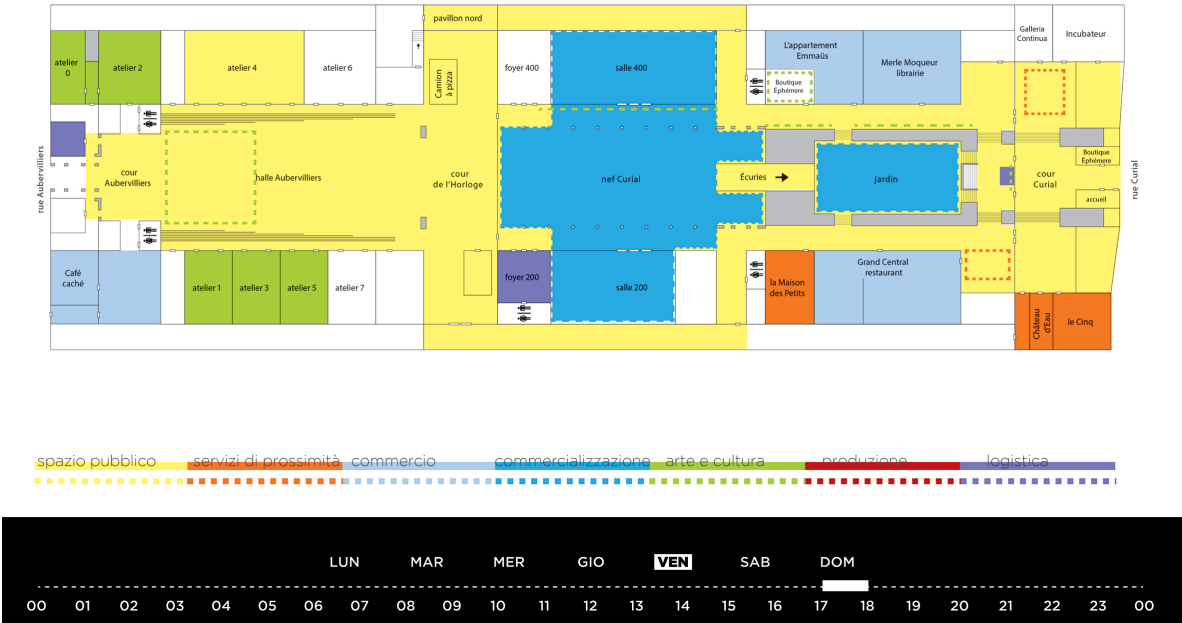 pavillon nord
Galleria
Continua
Incubateur
atelier
0
atelier 2
atelier 4
atelier 6
Camion
à pizza
foyer 400
salle 400
L'appartement
Emmaüs
Boutique
Éphémere
Merle Moqueur
librairie
rue Aubervilliers
cour
Aubervilliers
halle Aubervilliers
cour
de l'Horloge
nef Curial
Écuries
jardin
cour
Curial
Boutique
Éphémere
accueil
rue Curial
Café
caché
atelier 1
atelier 3
atelier 5
atelier 7
foyer 200
salle 200
la Maison
des Petits
Grand Central
restaurant
Château
d'Eau
le Cinq
spazio pubblico servizi di prossimità commercio commercializzazione arte e cultura produzione logistica
LUN MAR MER GIO VEN SAB DOM
00 01 02 03 04 05 06 07 08 09 10 11 12 13 14 15 16 17 18 19 20 21 22 23 00